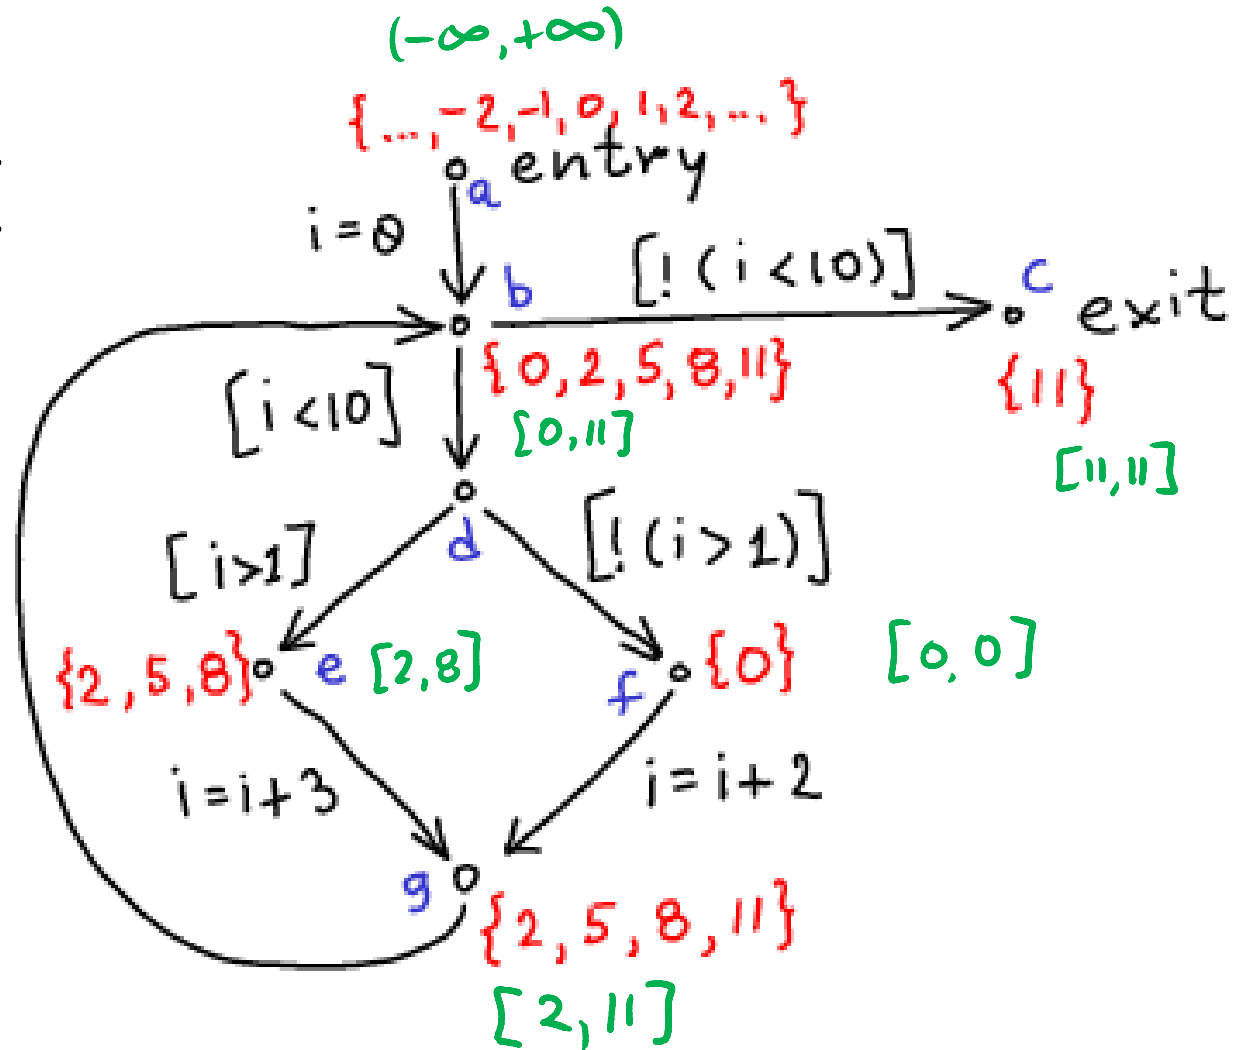 (-∞,+∞)
{...,-2,-1,0,1,2,...}
entry
a
i=0
b
[!(i<10)]
c
exit
{0,2,5,8,11}
{11}
[i<10]
[0,11]
[11,11]
d
[i>1]
[!(i>1)]
{2,5,8}
e
[2,8]
f
{0}
[0,0]
i=i+3
i=i+2
g
{2,5,8,11}
[2,11]